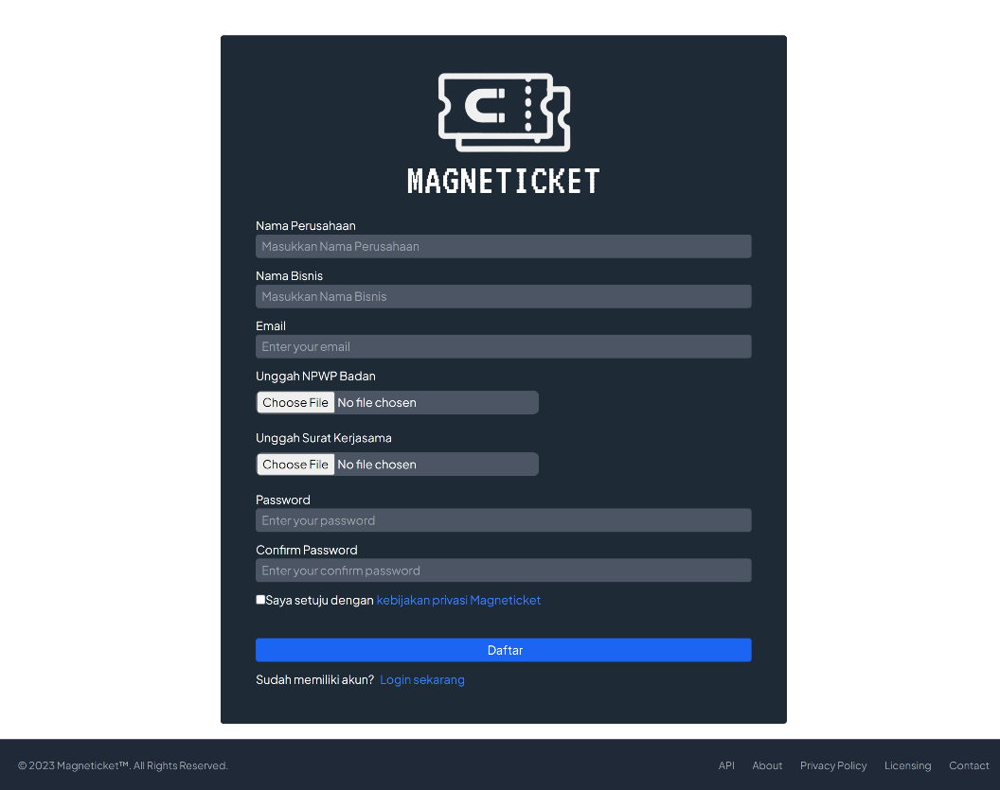 MAGNETICKET
Nama Perusahaan
Masukkan Nama Perusahaan
Nama Bisnis
Masukkan Nama Bisnis
Email
Enter your email
Unggah NPWP Badan
Choose File No file chosen
Unggah Surat Kerjasama
Choose File No file chosen
Password
Enter your password
Confirm Password
Enter your confirm password
Saya setuju dengan kebijakan privasi Magneticket
Daftar
Sudah memiliki akun? Login sekarang
© 2023 Magneticket™. All Rights Reserved. API About Privacy Policy Licensing Contact